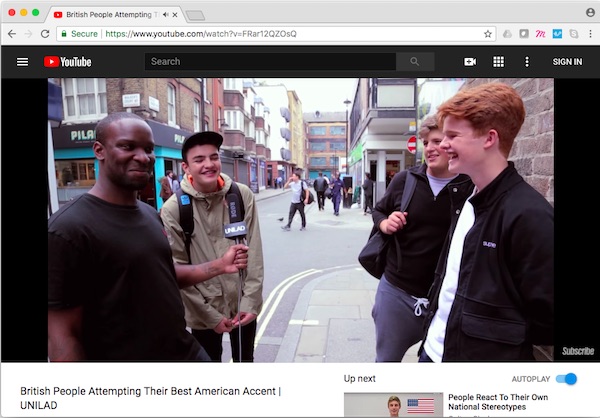 British People Attempting T
Secure
https://www.youtube.com/watch?v=FRar12QZOsQ
YouTube
Search
SIGN IN
PILA
UNILAD
Subscribe
British People Attempting Their Best American Accent |
UNILAD
Up next
AUTOPLAY
People React To Their Own
National Stereotypes